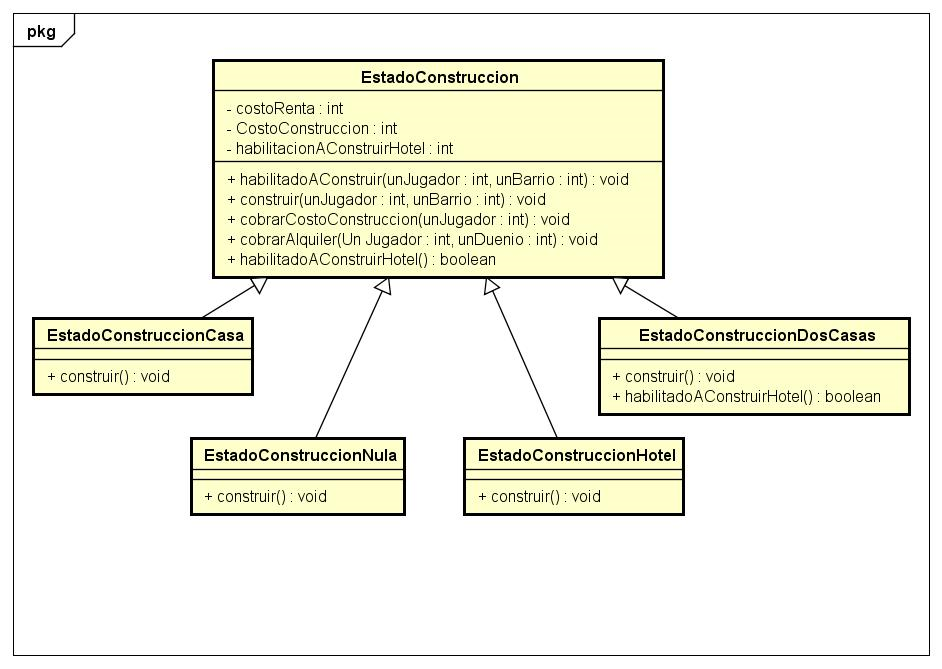 pkg
EstadoConstruccion
- costoRenta : int
- CostoConstruccion : int
- habilitacionAConstruirHotel : int
+ habilitadoAConstruir(unJugador : int, unBarrio : int) : void
+ construir(unJugador : int, unBarrio : int) : void
+ cobrarCostoConstruccion(unJugador : int) : void
+ cobrarAlquiler(Un Jugador : int, unDuenio : int) : void
+ habilitadoAConstruirHotel() : boolean
EstadoConstruccionCasa
+ construir() : void
EstadoConstruccionDosCasas
+ construir() : void
+ habilitadoAConstruirHotel() : boolean
EstadoConstruccionNula
+ construir() : void
EstadoConstruccionHotel
+ construir() : void